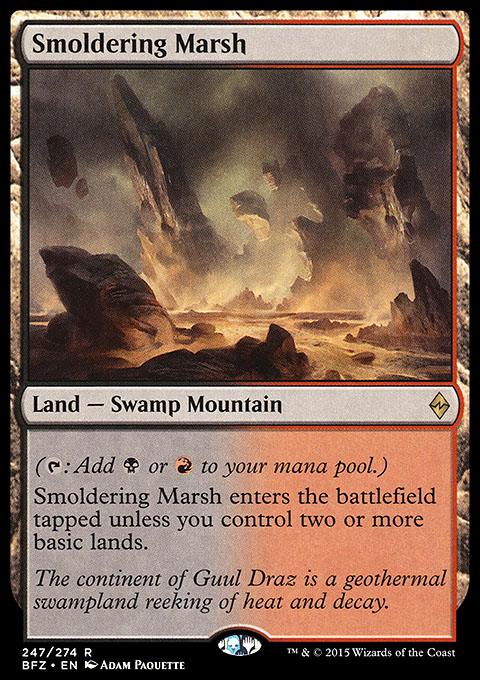 Smoldering Marsh
Land — Swamp Mountain
(: Add or to your mana pool.)
Smoldering Marsh enters the battlefield
tapped unless you control two or more
basic lands.
The continent of Guul Draz is a geothermal
swampland reeking of heat and decay.
247/274 R
BFZ • EN Adam Paquette
™ & © 2015 Wizards of the Coast